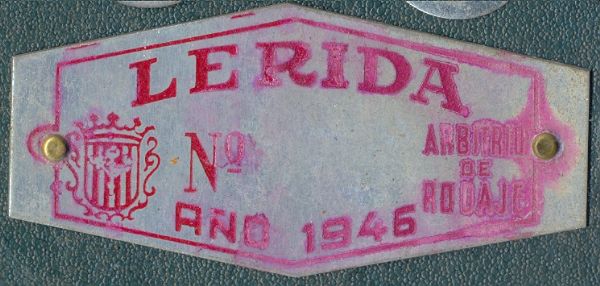 LERIDA
Nº
ARBITRIO
DE
RODAJE
AÑO 1946